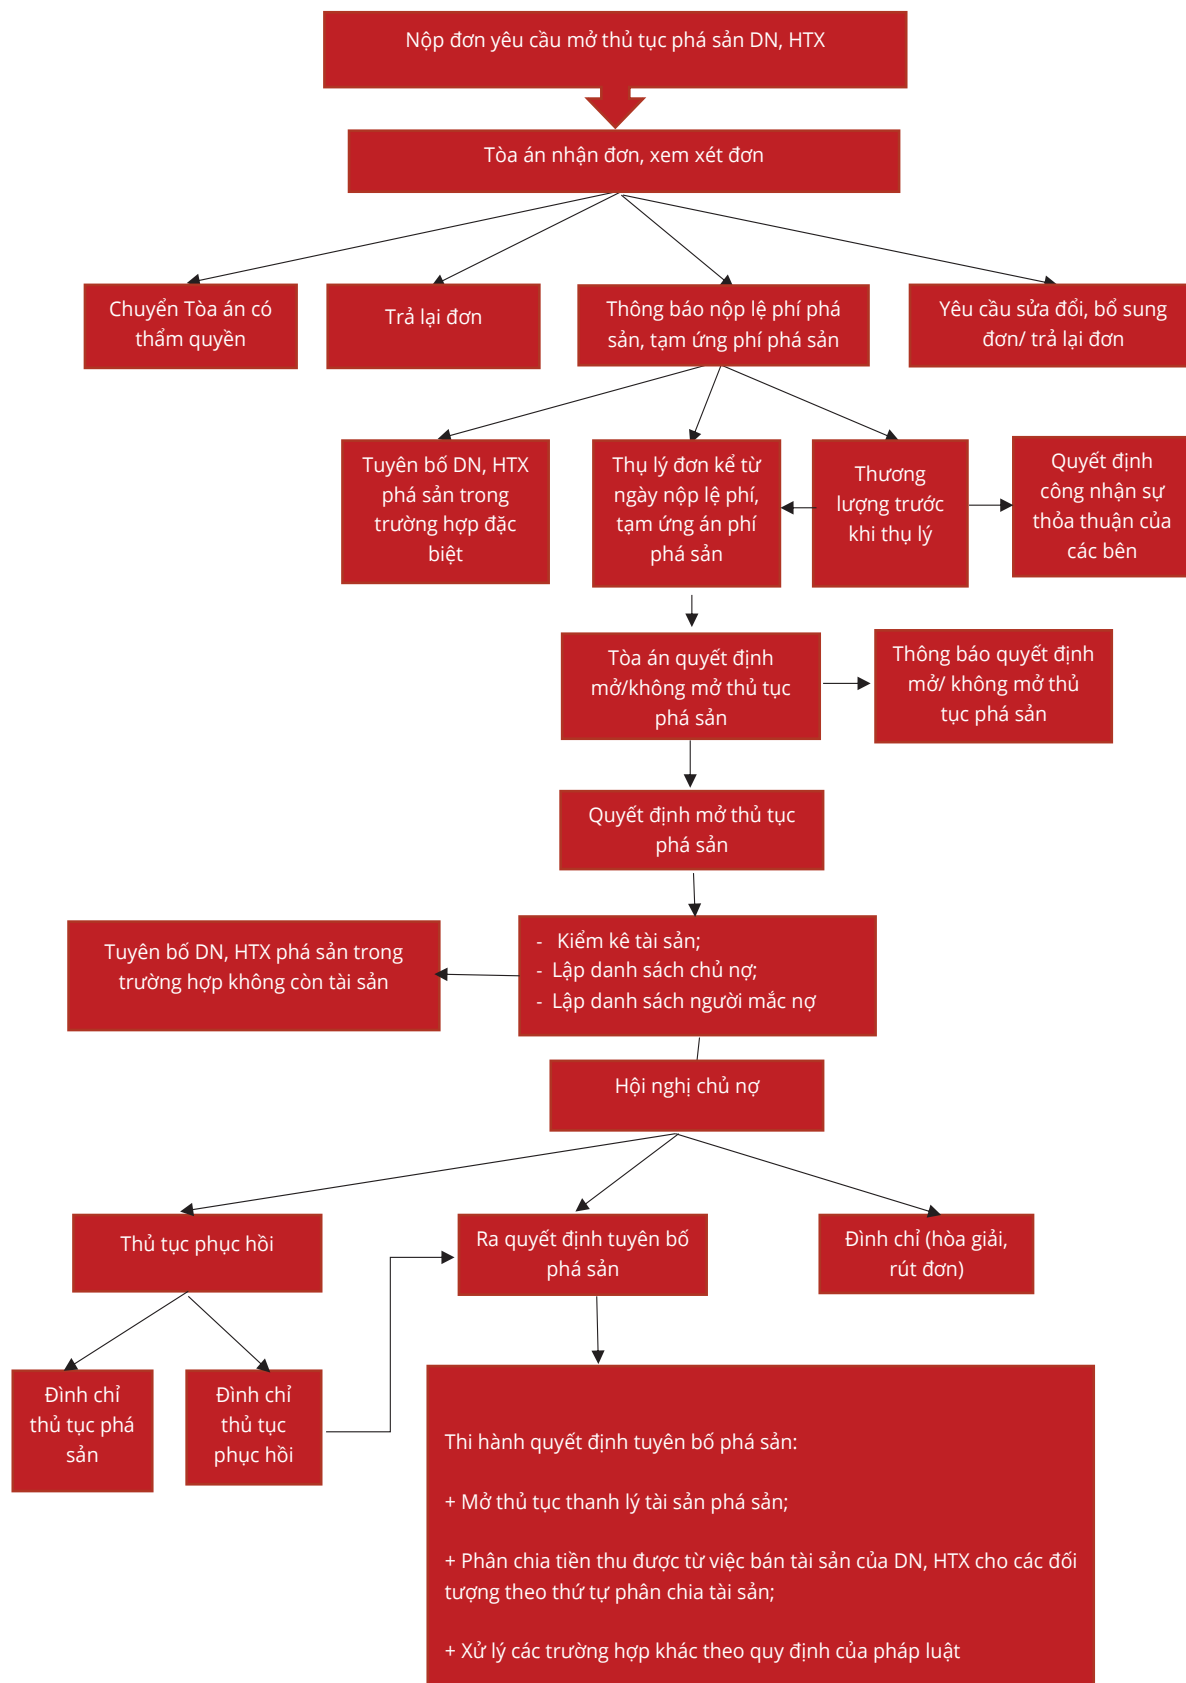 Nộp đơn yêu cầu mở thủ tục phá sản DN, HTX
Tòa án nhận đơn, xem xét đơn
Chuyển Tòa án có
thẩm quyền
Trả lại đơn
Thông báo nộp lệ phí phá
sản, tạm ứng phí phá sản
Yêu cầu sửa đổi, bổ sung
đơn/ trả lại đơn
Tuyên bố DN, HTX
phá sản trong
trường hợp đặc
biệt
Thụ lý đơn kể từ
ngày nộp lệ phí,
tạm ứng án phí
phá sản
Thương
lượng trước
khi thụ lý
Quyết định
công nhận sự
thỏa thuận của
các bên
Tòa án quyết định
mở/không mở thủ tục
phá sản
Thông báo quyết định
mở/ không mở thủ
tục phá sản
Quyết định mở thủ tục
phá sản
Tuyên bố DN, HTX phá sản trong
trường hợp không còn tài sản
- Kiểm kê tài sản;
- Lập danh sách chủ nợ;
- Lập danh sách người mắc nợ
Hội nghị chủ nợ
Thủ tục phục hồi
Ra quyết định tuyên bố
phá sản
Đình chỉ (hòa giải,
rút đơn)
Đình chỉ
thủ tục phá
sản
Đình chỉ
thủ tục
phục hồi
Thi hành quyết định tuyên bố phá sản:
+ Mở thủ tục thanh lý tài sản phá sản;
+ Phân chia tiền thu được từ việc bán tài sản của DN, HTX cho các đối
tượng theo thứ tự phân chia tài sản;
+ Xử lý các trường hợp khác theo quy định của pháp luật